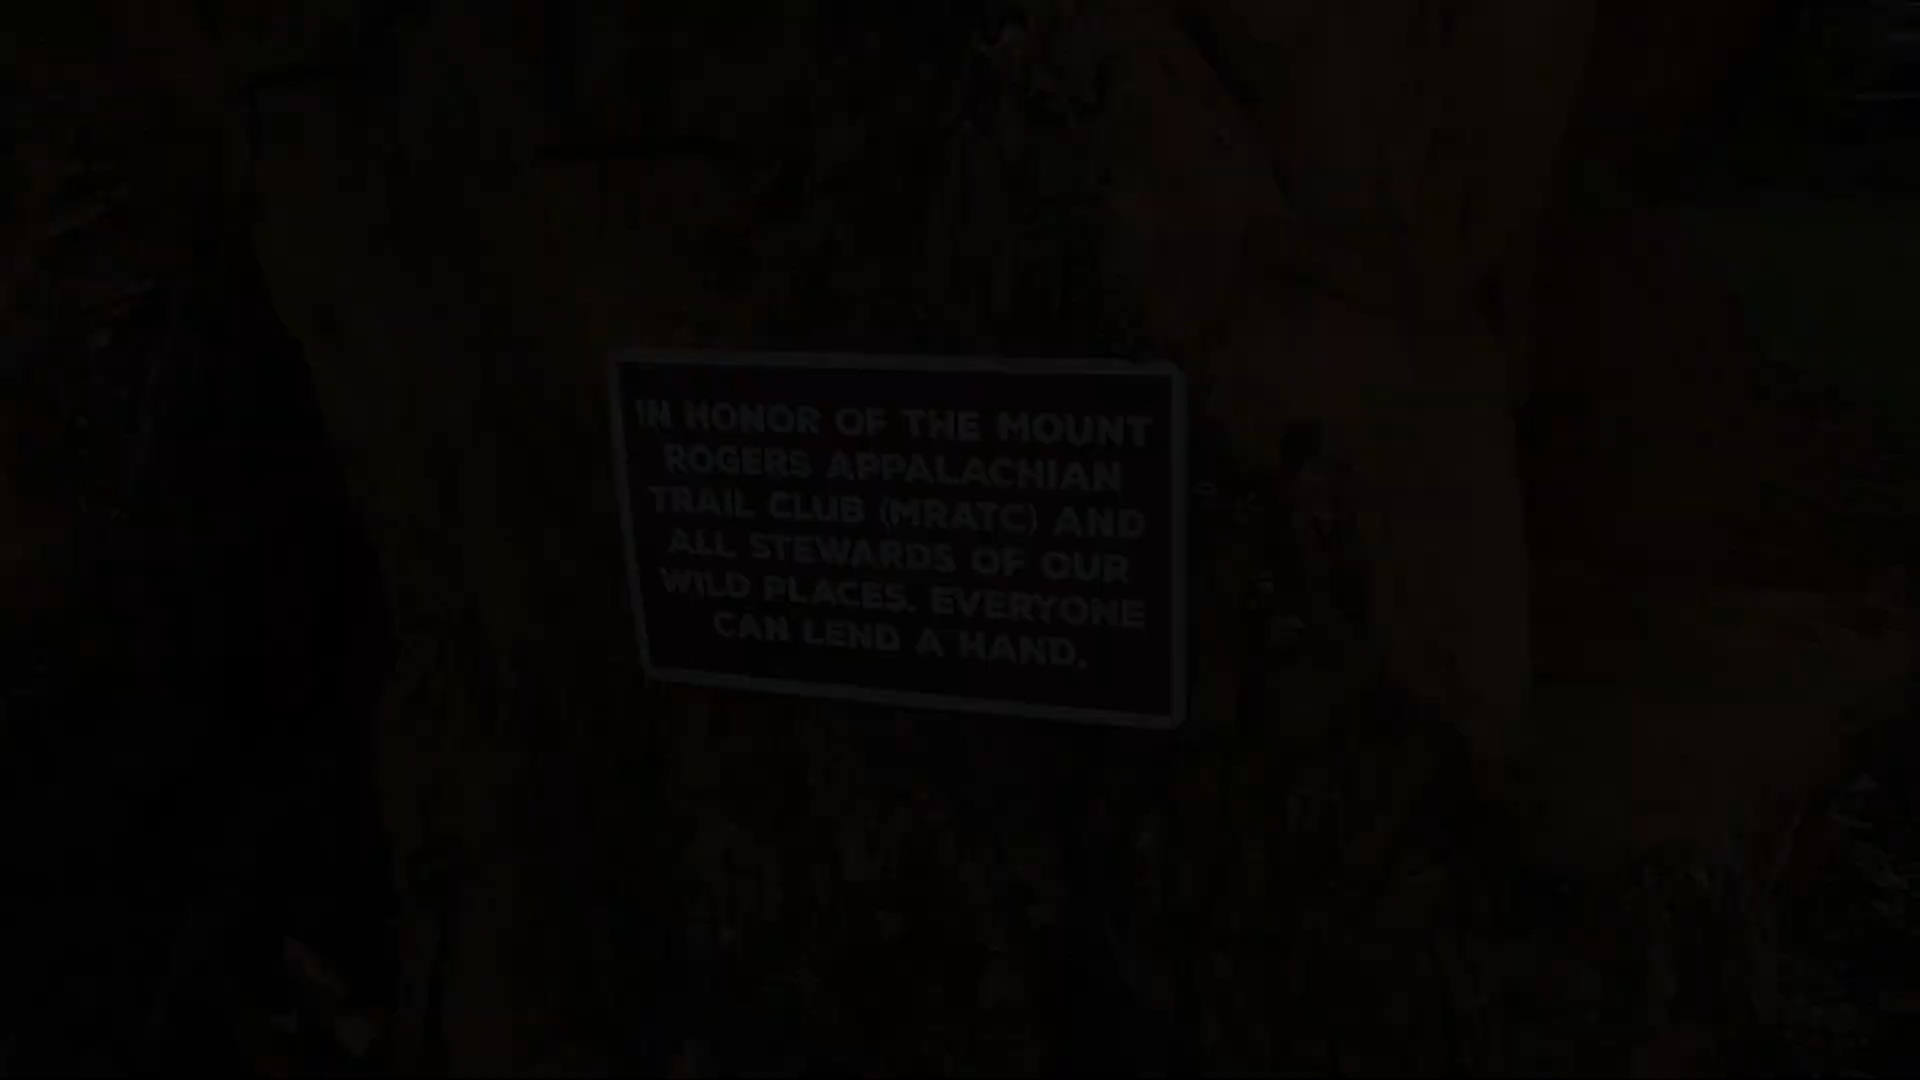 IN HONOR OF THE MOUNT
ROGERS APPALACHIAN
TRAIL CLUB (MRATC) AND
ALL STEWARDS OF OUR
WILD PLACES. EVERYONE
CAN LEND A HAND.